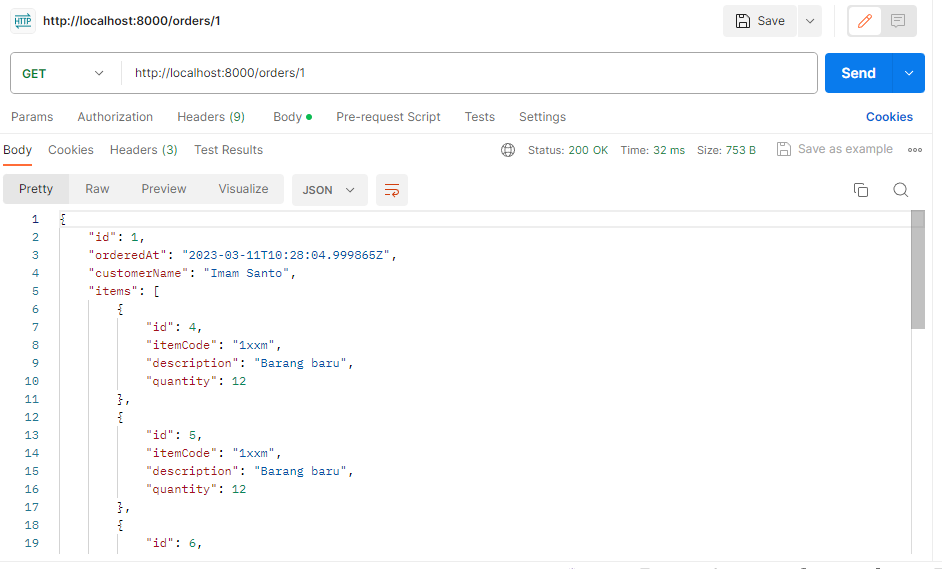 HTTP http://localhost:8000/orders/1 Save
GET http://localhost:8000/orders/1 Send
Params Authorization Headers (9) Body Pre-request Script Tests Settings Cookies
Body Cookies Headers (3) Test Results Status: 200 OK Time: 32 ms Size: 753 B Save as example
Pretty Raw Preview Visualize JSON
1 {
2 "id": 1,
3 "orderedAt": "2023-03-11T10:28:04.999865Z",
4 "customerName": "Imam Santo",
5 "items": [
6 {
7 "id": 4,
8 "itemCode": "1xxm",
9 "description": "Barang baru",
10 "quantity": 12
11 },
12 {
13 "id": 5,
14 "itemCode": "1xxm",
15 "description": "Barang baru",
16 "quantity": 12
17 },
18 {
19 "id": 6,